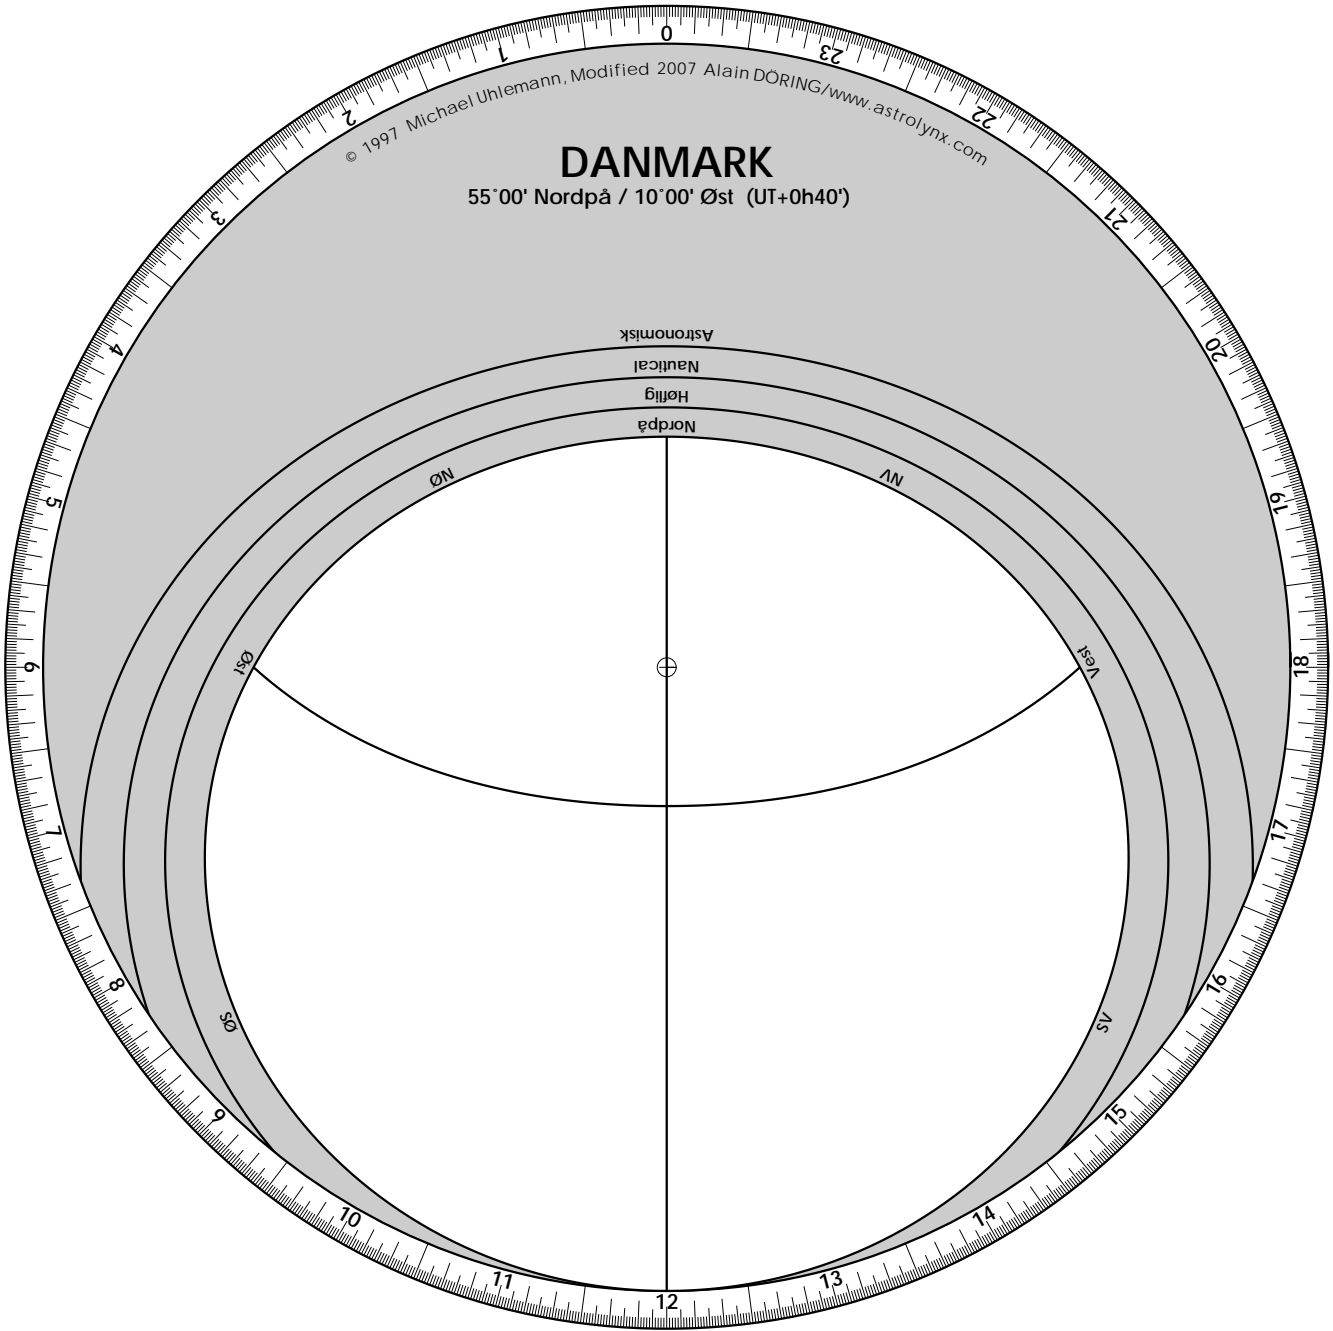 © 1997 Michael Uhlemann, Modified 2007 Alain DÖRING/www.astrolynx.com
DANMARK
55°00' Nordpå / 10°00' Øst (UT+0h40')
Astronomisk
Nautical
Høflig
Nordpå
NØ
NV
Øst
Vest
SØ
SV
0
1
2
3
4
5
6
7
8
9
10
11
12
13
14
15
16
17
18
19
20
21
22
23